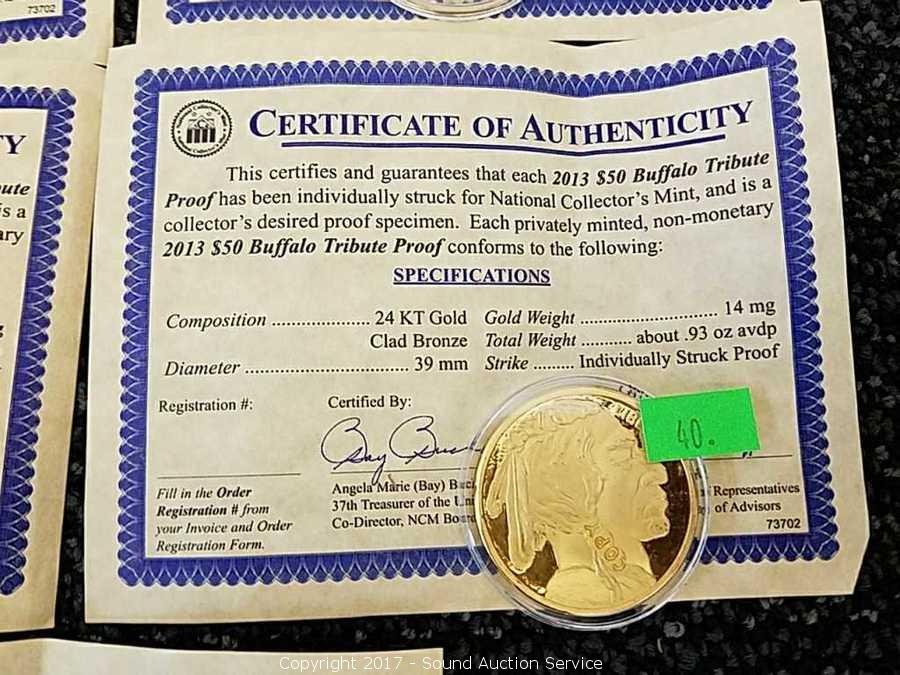 73702
CERTIFICATE OF AUTHENTICITY
This certifies and guarantees that each 2013 $50 Buffalo Tribute
Proof has been individually struck for National Collector's Mint, and is a
collector's desired proof specimen. Each privately minted, non-monetary
2013 $50 Buffalo Tribute Proof conforms to the following:
SPECIFICATIONS
Composition .................... 24 KT Gold
Clad Bronze
Diameter .................................. 39 mm
Gold Weight ............................. 14 mg
Total Weight ........... about .93 oz avdp
Strike ......... Individually Struck Proof
Registration #:
Certified By:
Fill in the Order
Registration # from
your Invoice and Order
Registration Form.
Angela Marie (Bay)
37th Treasurer of the
Co-Director, NCM
Representatives
of Advisors
73702
40.
COPY
TY
is a
Copyright 2017 - Sound Auction Service